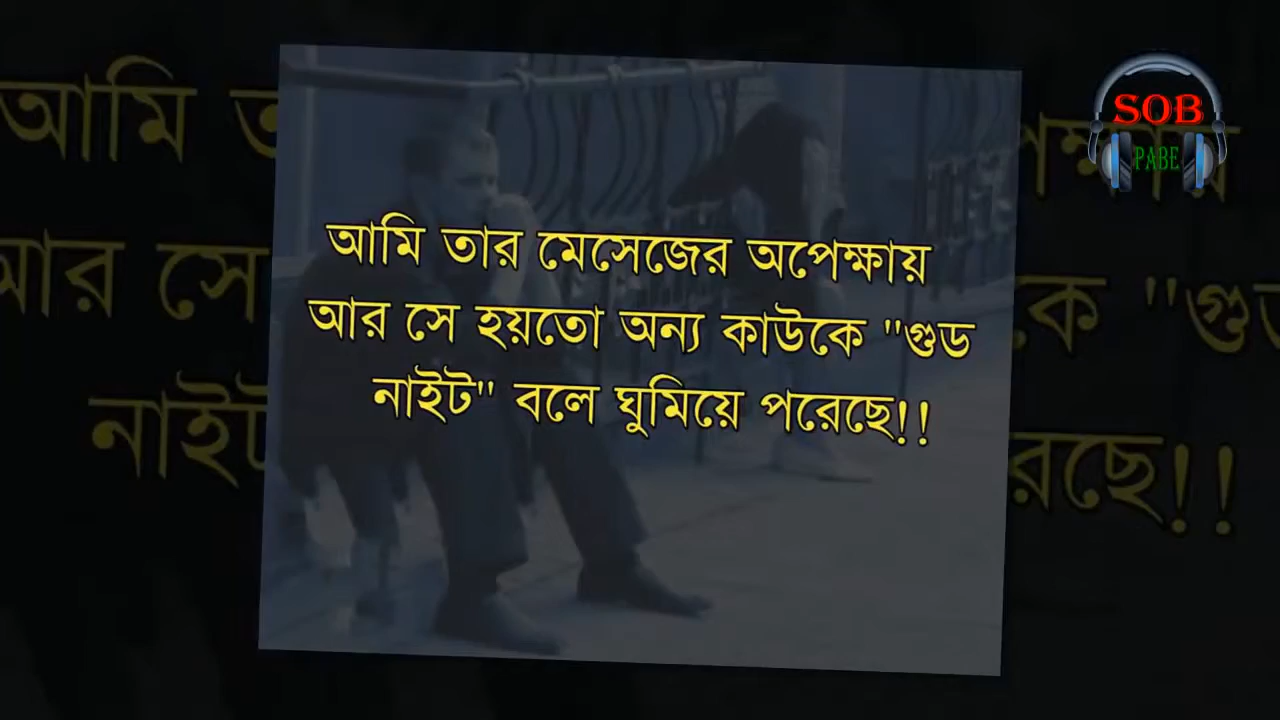 আমি তার মেসেজের অপেক্ষায়
আর সে হয়তো অন্য কাউকে "গুড
নাইট" বলে ঘুমিয়ে পরেছে!!
SOB
PABE